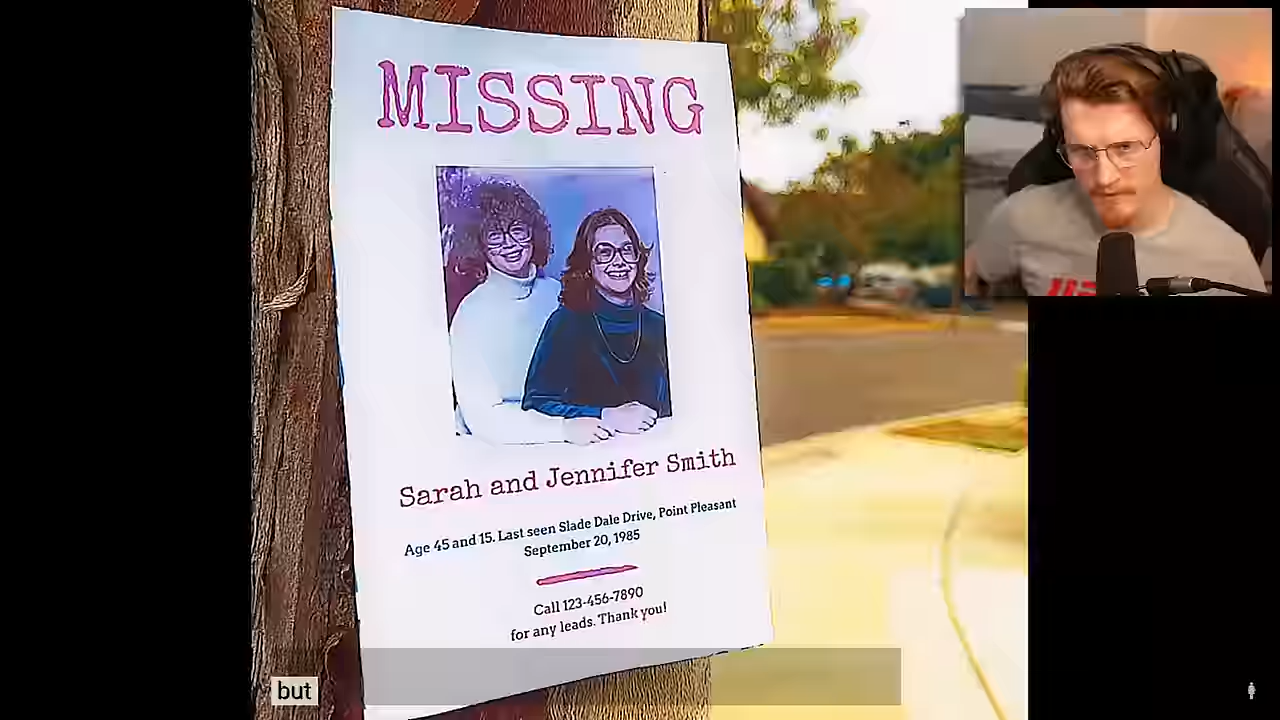 MISSING
Sarah and Jennifer Smith
Age 45 and 15. Last seen Slade Dale Drive, Point Pleasant
September 20, 1985
Call 123-456-7890
for any leads. Thank you!
but